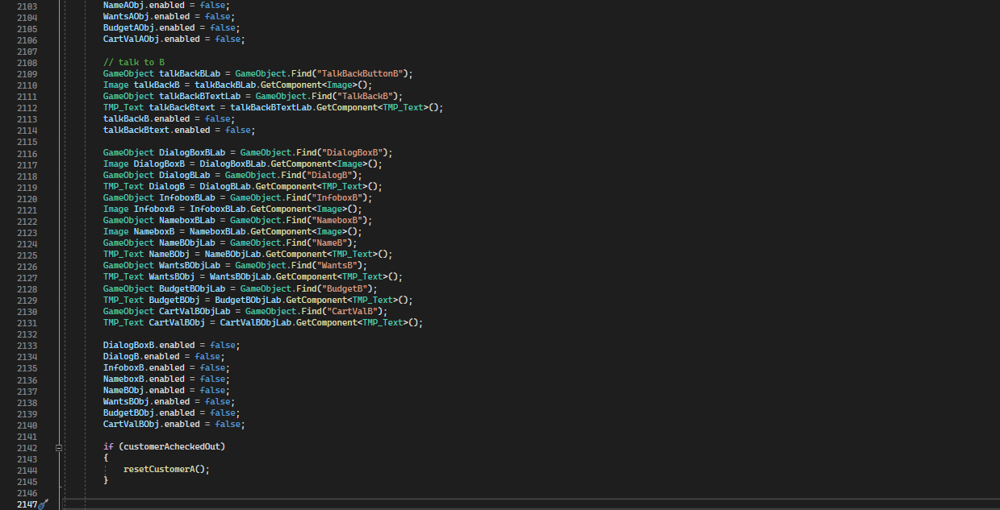 2103 NameAObj.enabled = false;
2104 WantsAObj.enabled = false;
2105 BudgetAObj.enabled = false;
2106 CartValAObj.enabled = false;
2107
2108 // talk to B
2109 GameObject talkBackBLab = GameObject.Find("TalkBackButtonB");
2110 Image talkBackB = talkBackBLab.GetComponent<Image>();
2111 GameObject talkBackBTextLab = GameObject.Find("TalkBackB");
2112 TMP_Text talkBackBtext = talkBackBTextLab.GetComponent<TMP_Text>();
2113 talkBackB.enabled = false;
2114 talkBackBtext.enabled = false;
2115
2116 GameObject DialogBoxBLab = GameObject.Find("DialogBoxB");
2117 Image DialogBoxB = DialogBoxBLab.GetComponent<Image>();
2118 GameObject DialogBLab = GameObject.Find("DialogB");
2119 TMP_Text DialogB = DialogBLab.GetComponent<TMP_Text>();
2120 GameObject InfoboxBLab = GameObject.Find("InfoboxB");
2121 Image InfoboxB = InfoboxBLab.GetComponent<Image>();
2122 GameObject NameboxBLab = GameObject.Find("NameboxB");
2123 Image NameboxB = NameboxBLab.GetComponent<Image>();
2124 GameObject NameBObjLab = GameObject.Find("NameB");
2125 TMP_Text NameBObj = NameBObjLab.GetComponent<TMP_Text>();
2126 GameObject WantsBObjLab = GameObject.Find("WantsB");
2127 TMP_Text WantsBObj = WantsBObjLab.GetComponent<TMP_Text>();
2128 GameObject BudgetBObjLab = GameObject.Find("BudgetB");
2129 TMP_Text BudgetBObj = BudgetBObjLab.GetComponent<TMP_Text>();
2130 GameObject CartValBObjLab = GameObject.Find("CartValB");
2131 TMP_Text CartValBObj = CartValBObjLab.GetComponent<TMP_Text>();
2132
2133 DialogBoxB.enabled = false;
2134 DialogB.enabled = false;
2135 InfoboxB.enabled = false;
2136 NameboxB.enabled = false;
2137 NameBObj.enabled = false;
2138 WantsBObj.enabled = false;
2139 BudgetBObj.enabled = false;
2140 CartValBObj.enabled = false;
2141
2142 if (customerAcheckedOut)
2143 {
2144 resetCustomerA();
2145 }
2146
2147